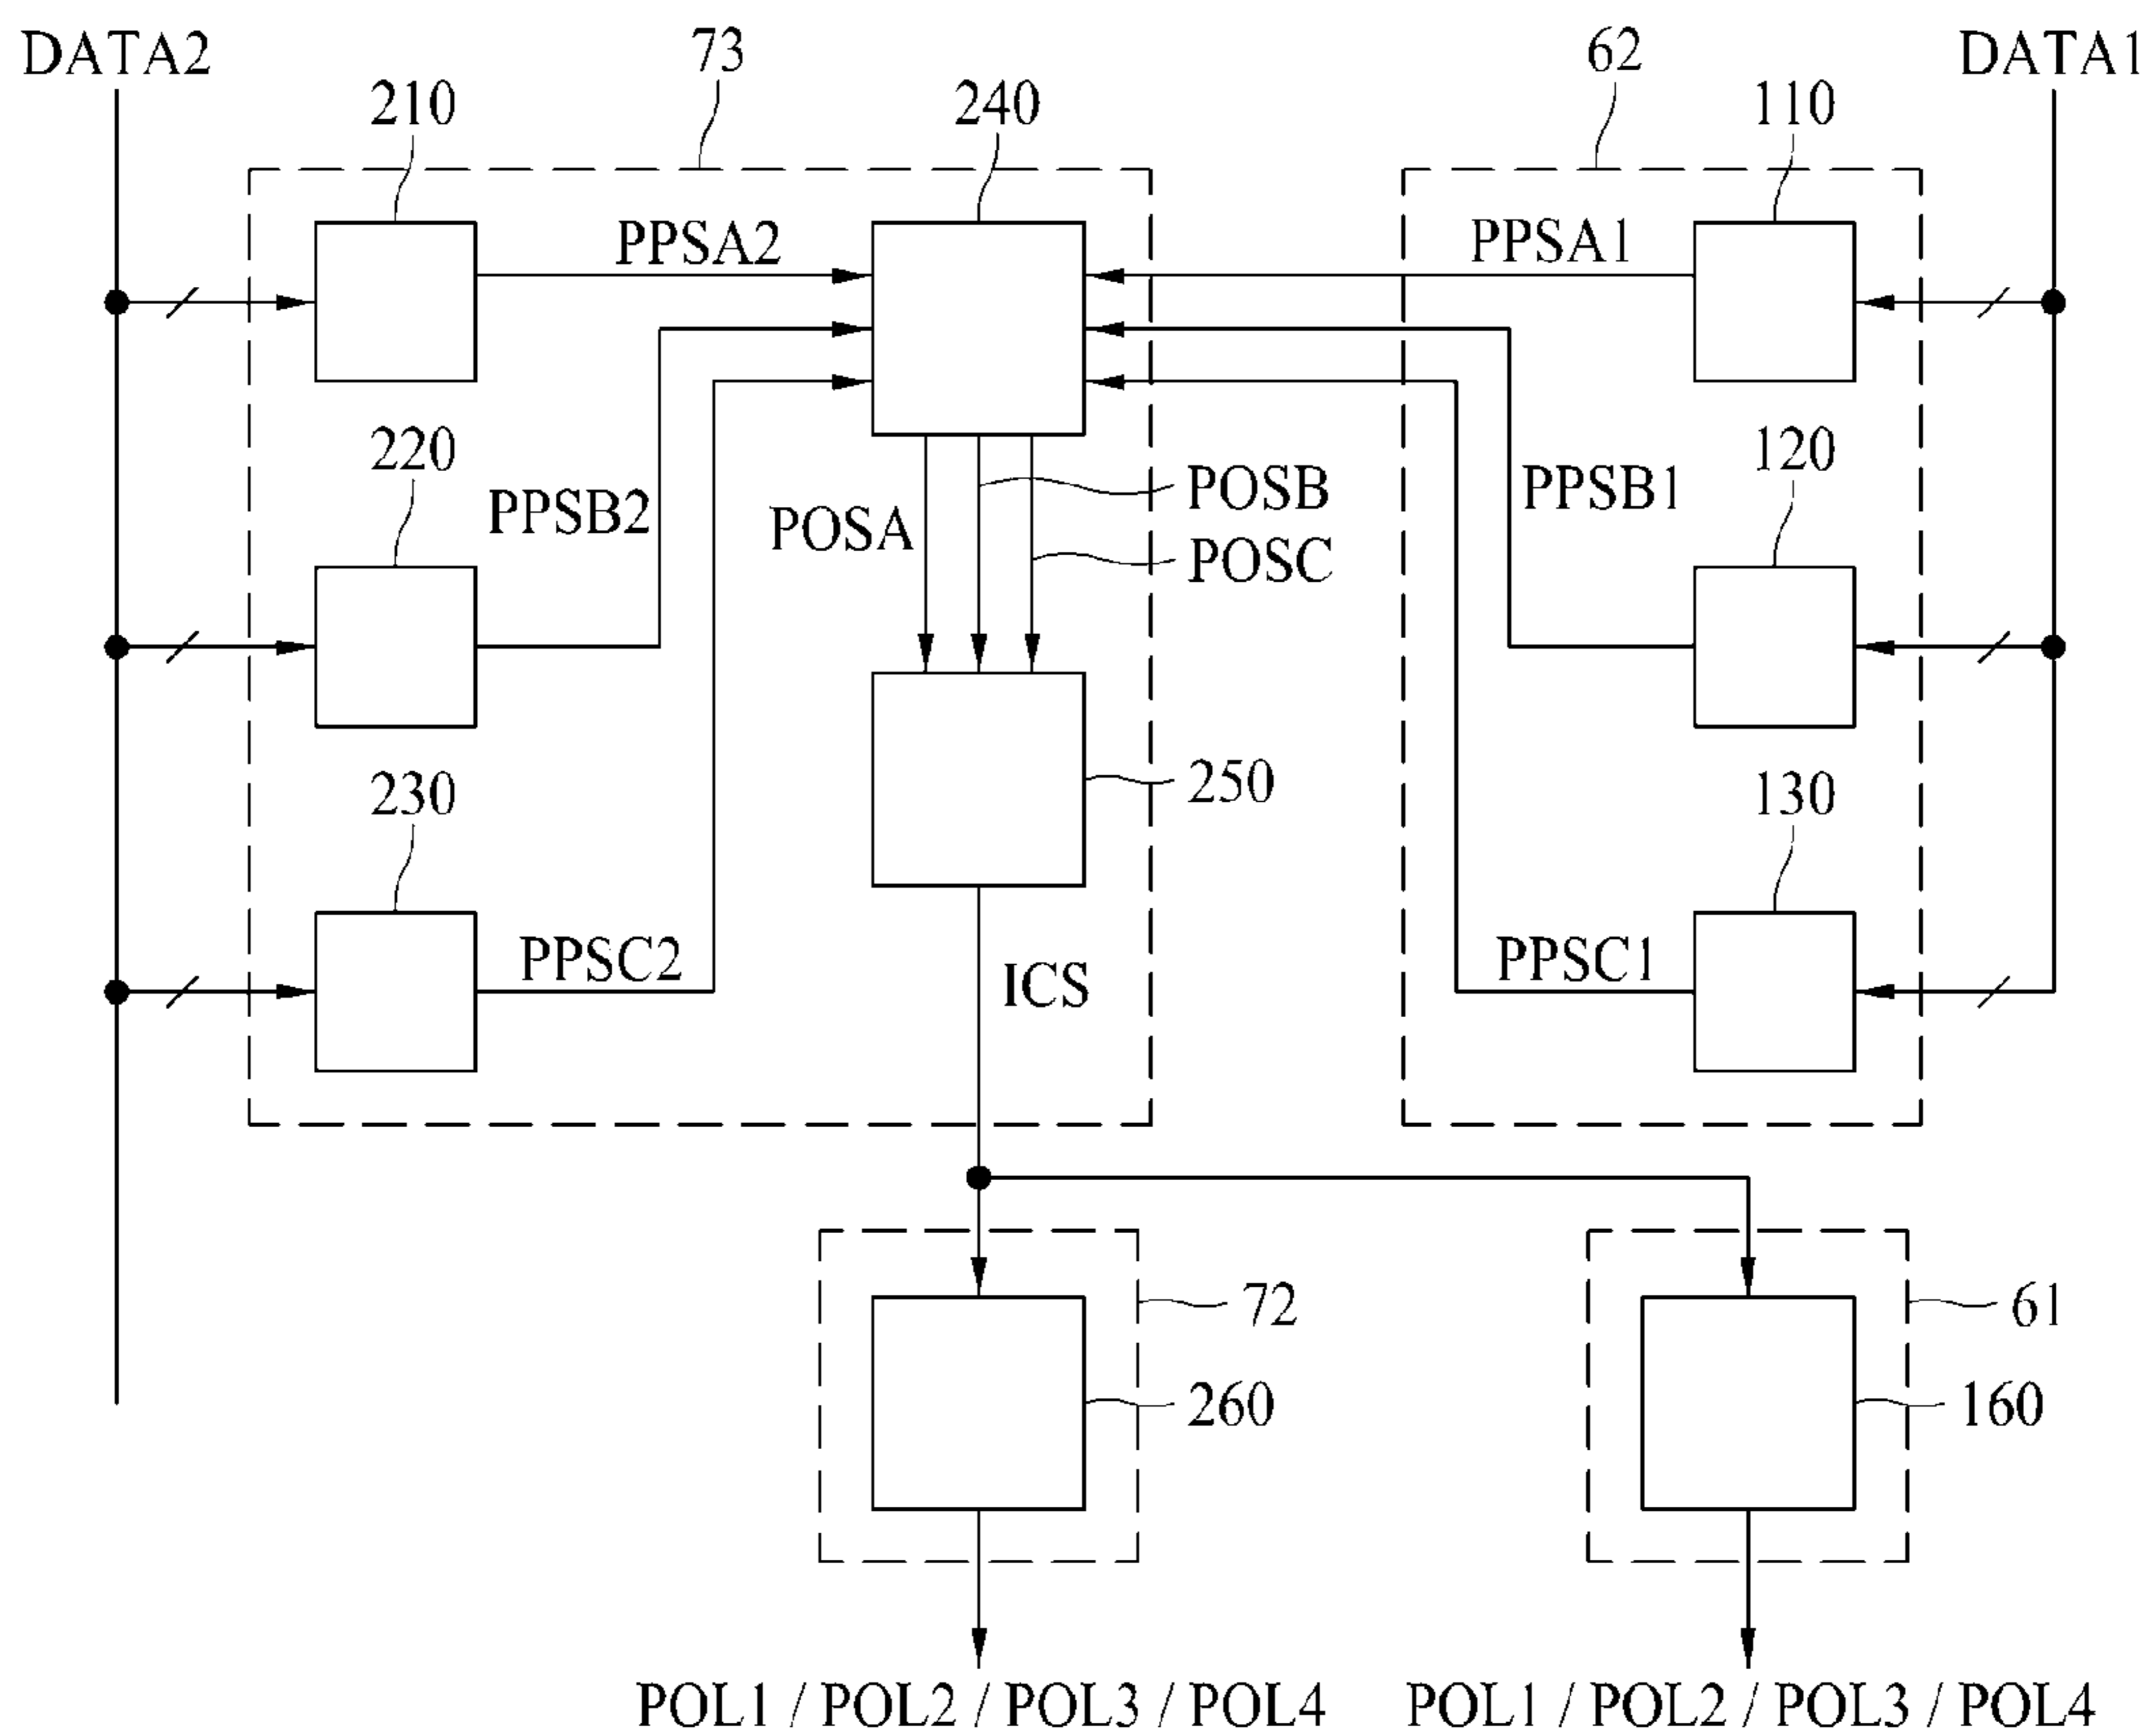 DATA2
73
62
DATA1
210
240
110
PPSA2
PPSA1
220
120
PPSB2
POSA
POSB
PPSB1
POSC
230
250
130
PPSC2
ICS
PPSC1
72
61
260
160
POL1 / POL2 / POL3 / POL4
POL1 / POL2 / POL3 / POL4